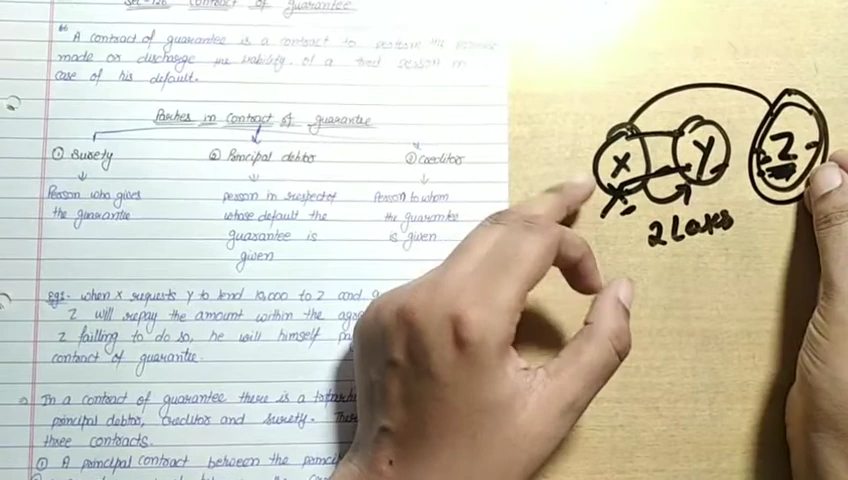 Sec-126 Contract of guarantee
"A contract of guarantee is a contract to perform the promise
made or discharge the liability. of a third person in
case of his default.
Parties in contract of guarantee
① Surety
② Principal debtor
③ Creditor
Person who gives
the guarantee
person in respect of
whose default the
guarantee is
given
Person to whom
the guarantee
is given
Eg:- when X requests Y to lend 10,000 to Z and
Z will repay the amount within the
Z failling to do so, he will himself
contract of guarantee.
In a contract of guarantee there is a
principal debtor, creditor and surety.
three contracts.
① A principal contract between the
X
Y
Z
2 Laxs